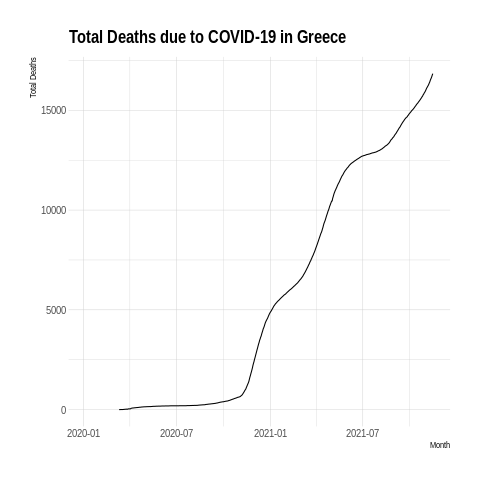 Total Deaths due to COVID-19 in Greece
Total Deaths
15000
10000
5000
0
2020-01 2020-07 2021-01 2021-07
Month